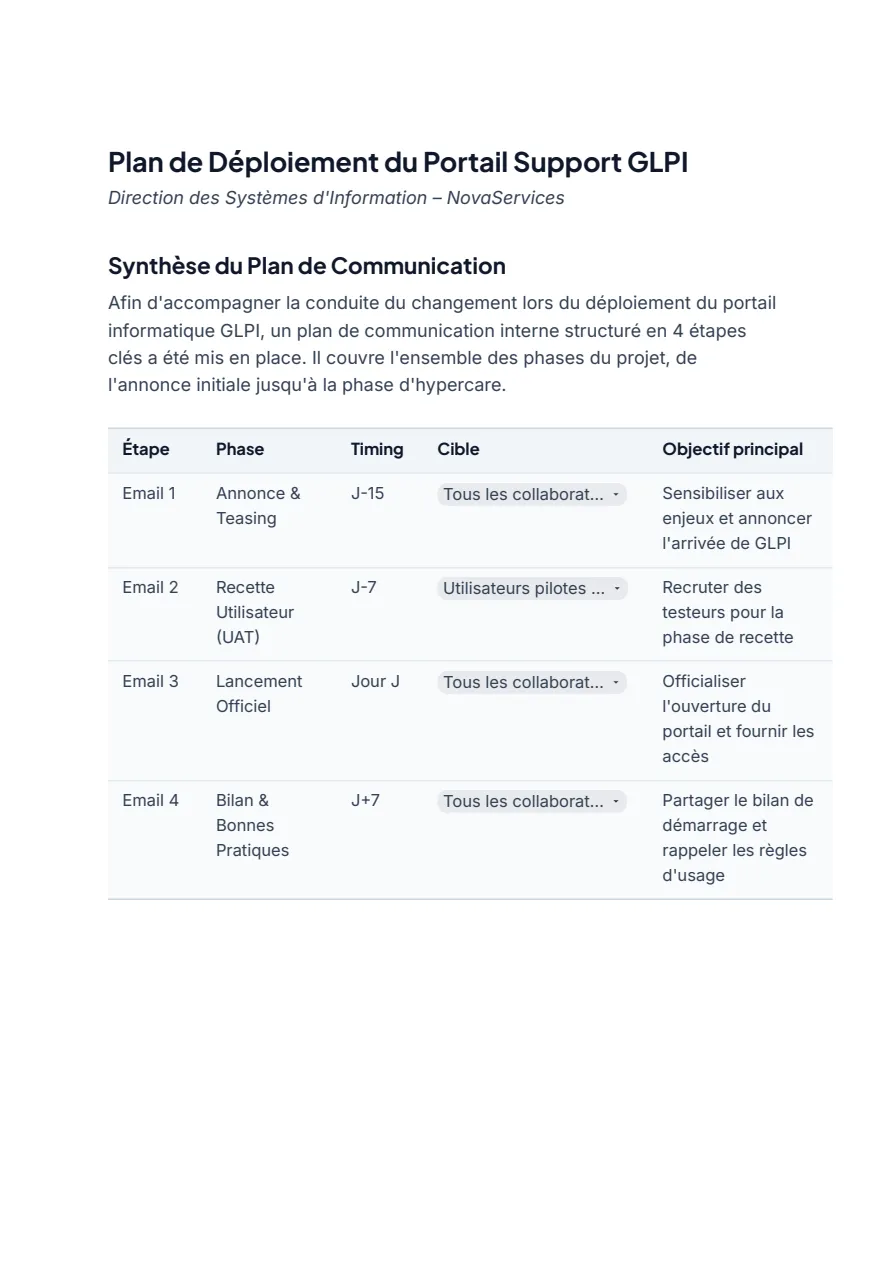 Plan de Déploiement du Portail Support GLPI
Direction des Systèmes d'Information – NovaServices
Synthèse du Plan de Communication
Afin d'accompagner la conduite du changement lors du déploiement du portail
informatique GLPI, un plan de communication interne structuré en 4 étapes
clés a été mis en place. Il couvre l'ensemble des phases du projet, de
l'annonce initiale jusqu'à la phase d'hypercare.
Étape Phase Timing Cible Objectif principal
Email 1 Annonce & J-15 Tous les collaborat... Sensibiliser aux
Teasing enjeux et annoncer
l'arrivée de GLPI
Email 2 Recette J-7 Utilisateurs pilotes ... Recruter des
Utilisateur testeurs pour la
(UAT) phase de recette
Email 3 Lancement Jour J Tous les collaborat... Officialiser
Officiel l'ouverture du
portail et fournir les
accès
Email 4 Bilan & J+7 Tous les collaborat... Partager le bilan de
Bonnes démarrage et
Pratiques rappeler les règles
d'usage